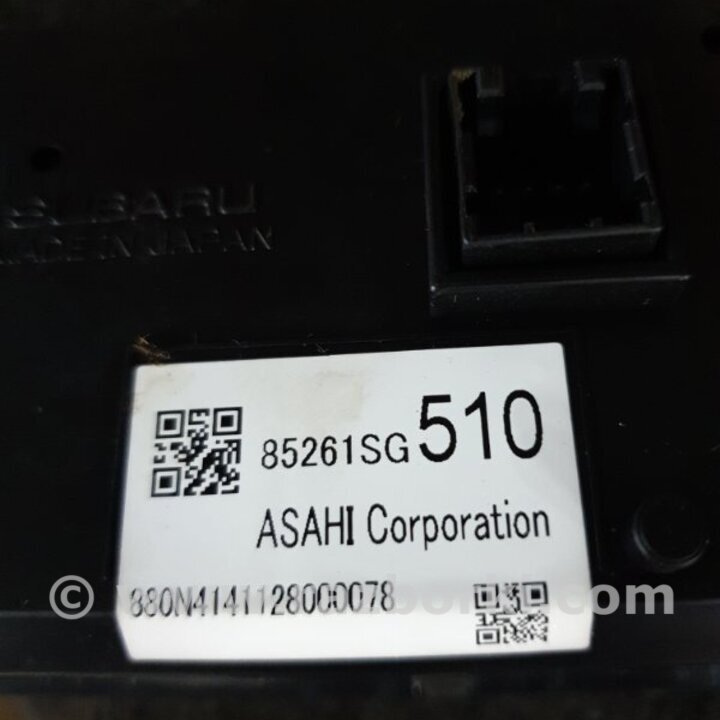 SUBARU
MADE IN JAPAN
85261SG510
ASAHI Corporation
880N4141128000078